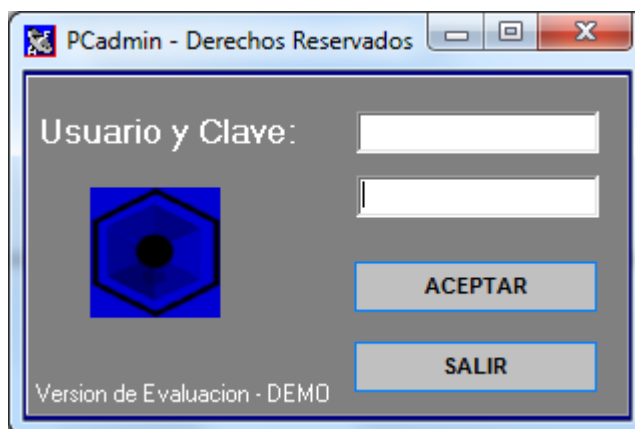 PCadmin - Derechos Reservados
Usuario y Clave:
ACEPTAR
SALIR
Version de Evaluacion - DEMO